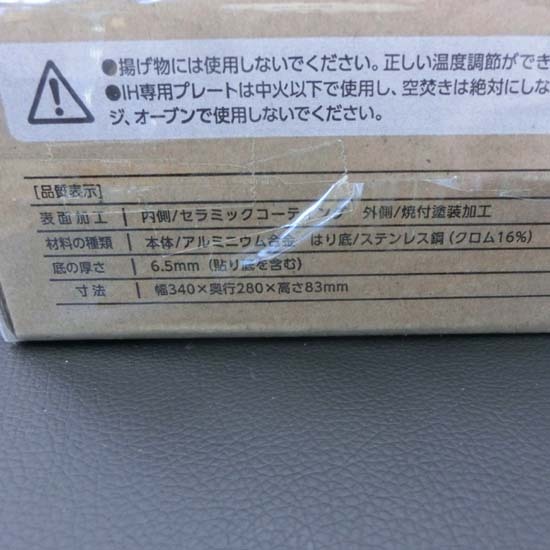 ●揚げ物には使用しないでください。正しい温度調節ができ
●IH専用プレートは中火以下で使用し、空焚きは絶対にしな
ジ、オーブンで使用しないでください。
[品質表示]
表面加工 内側/セラミックコーティング 外側/焼付塗装加工
材料の種類 本体/アルミニウム合金 はり底/ステンレス鋼(クロム16%)
底の厚さ 6.5mm(貼り底を含む)
寸法 幅340×奥行280×高さ83mm